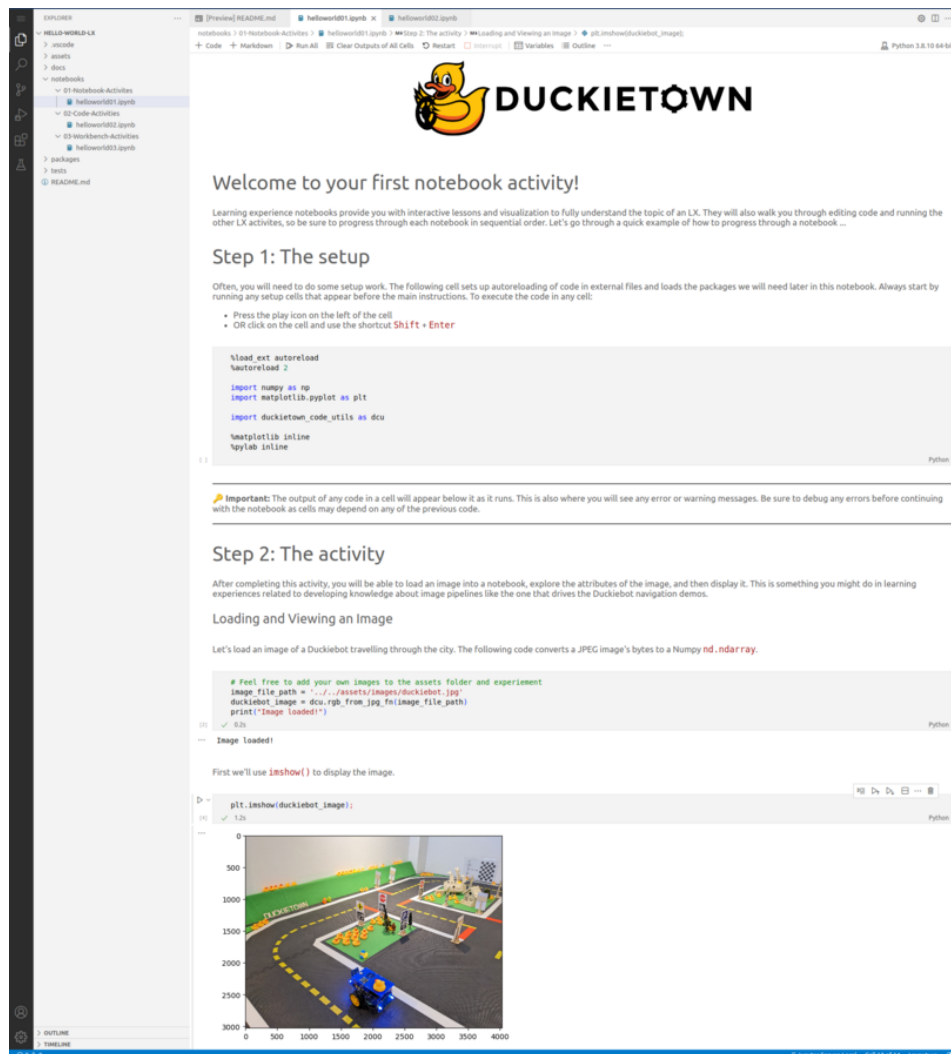 EXPLORER
[Preview] README.md
helloworld01.ipynb
helloworld02.ipynb
HELLO-WORLD-LX
.vscode
assets
docs
notebooks
01-Notebook-Activites
helloworld01.ipynb
02-Code-Activities
helloworld02.ipynb
03-Workbench-Activities
helloworld03.ipynb
packages
tests
README.md
notebooks > 01-Notebook-Activites > helloworld01.ipynb > Step 2: The activity > Loading and Viewing an Image > plt.imshow(duckiebot_image);
+ Code + Markdown Run All Clear Outputs of All Cells Restart Interrupt Variables Outline ...
Python 3.8.10 64-bi
DUCKIETOWN
Welcome to your first notebook activity!
Learning experience notebooks provide you with interactive lessons and visualization to fully understand the topic of an LX. They will also walk you through editing code and running the
other LX activites, so be sure to progress through each notebook in sequential order. Let's go through a quick example of how to progress through a notebook ...
Step 1: The setup
Often, you will need to do some setup work. The following cell sets up autoreloading of code in external files and loads the packages we will need later in this notebook. Always start by
running any setup cells that appear before the main instructions. To execute the code in any cell:
• Press the play icon on the left of the cell
• OR click on the cell and use the shortcut Shift + Enter
%load_ext autoreload
%autoreload 2
import numpy as np
import matplotlib.pyplot as plt
import duckietown_code_utils as dcu
%matplotlib inline
%pylab inline
[ ]
Python
Important: The output of any code in a cell will appear below it as it runs. This is also where you will see any error or warning messages. Be sure to debug any errors before continuing
with the notebook as cells may depend on any of the previous code.
Step 2: The activity
After completing this activity, you will be able to load an image into a notebook, explore the attributes of the image, and then display it. This is something you might do in learning
experiences related to developing knowledge about image pipelines like the one that drives the Duckiebot navigation demos.
Loading and Viewing an Image
Let's load an image of a Duckiebot travelling through the city. The following code converts a JPEG image's bytes to a Numpy nd.ndarray.
# Feel free to add your own images to the assets folder and experiement
image_file_path = '../../assets/images/duckiebot.jpg'
duckiebot_image = dcu.rgb_from_jpg_fn(image_file_path)
print("Image loaded!")
0.2s
Python
Image loaded!
First we'll use imshow() to display the image.
plt.imshow(duckiebot_image);
[4] 1.2s
Python
0
500
1000
1500
2000
2500
3000
DUCKIETOWN
0 500 1000 1500 2000 2500 3000 3500 4000
OUTLINE
TIMELINE